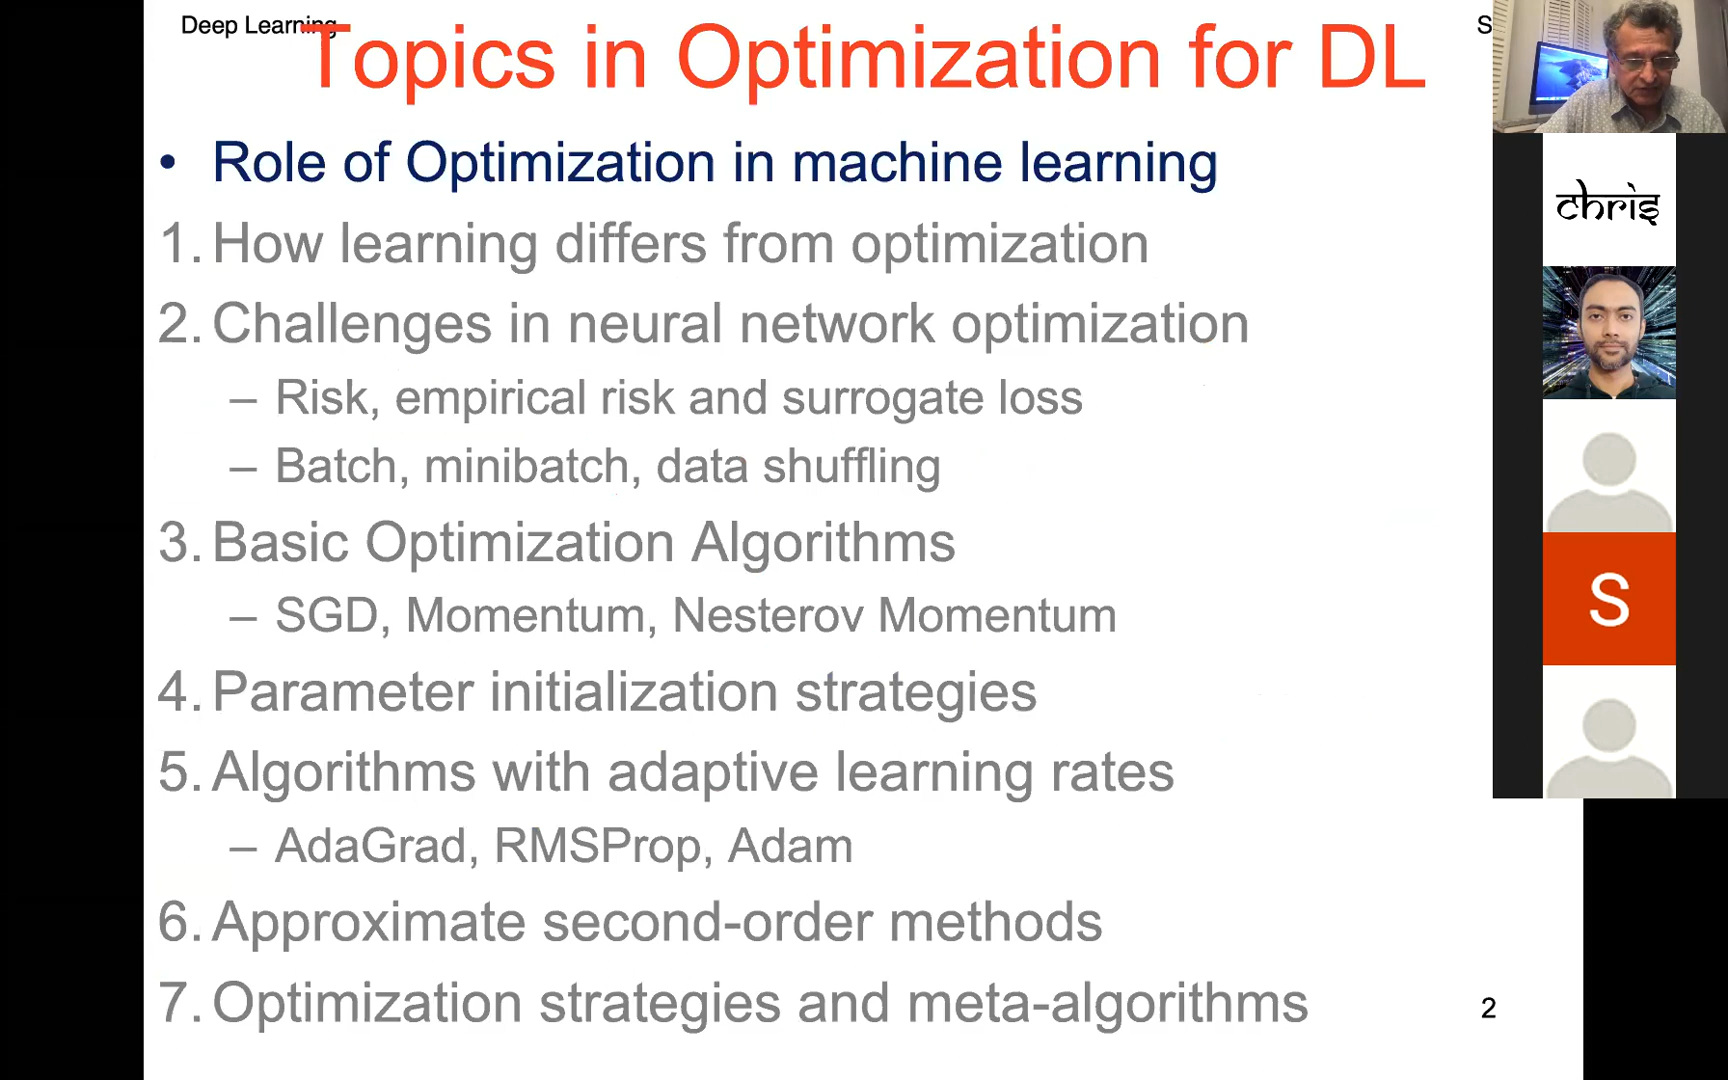 Deep Learning
S
Topics in Optimization for DL
• Role of Optimization in machine learning
1. How learning differs from optimization
2. Challenges in neural network optimization
– Risk, empirical risk and surrogate loss
– Batch, minibatch, data shuffling
3. Basic Optimization Algorithms
– SGD, Momentum, Nesterov Momentum
4. Parameter initialization strategies
5. Algorithms with adaptive learning rates
– AdaGrad, RMSProp, Adam
6. Approximate second-order methods
7. Optimization strategies and meta-algorithms
2
chris
S